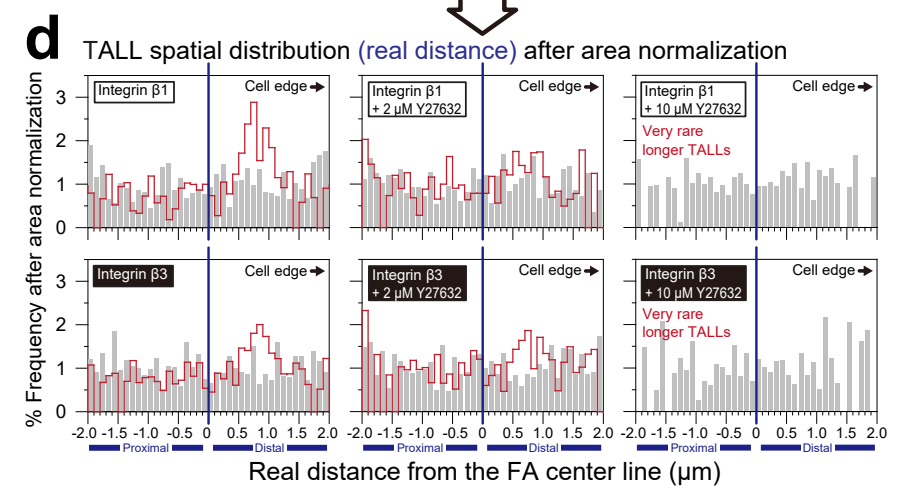 d
TALL spatial distribution (real distance) after area normalization
% Frequency after area normalization
3
2
1
0
Integrin β1
Cell edge →
Integrin β1
+ 2 µM Y27632
Cell edge →
Integrin β1
+ 10 µM Y27632
Cell edge →
Very rare
longer TALLs
3
2
1
0
Integrin β3
Cell edge →
Integrin β3
+ 2 µM Y27632
Cell edge →
Integrin β3
+ 10 µM Y27632
Cell edge →
Very rare
longer TALLs
-2.0 -1.5 -1.0 -0.5 0 0.5 1.0 1.5 2.0
-2.0 -1.5 -1.0 -0.5 0 0.5 1.0 1.5 2.0
-2.0 -1.5 -1.0 -0.5 0 0.5 1.0 1.5 2.0
Proximal Distal
Proximal Distal
Proximal Distal
Real distance from the FA center line (µm)